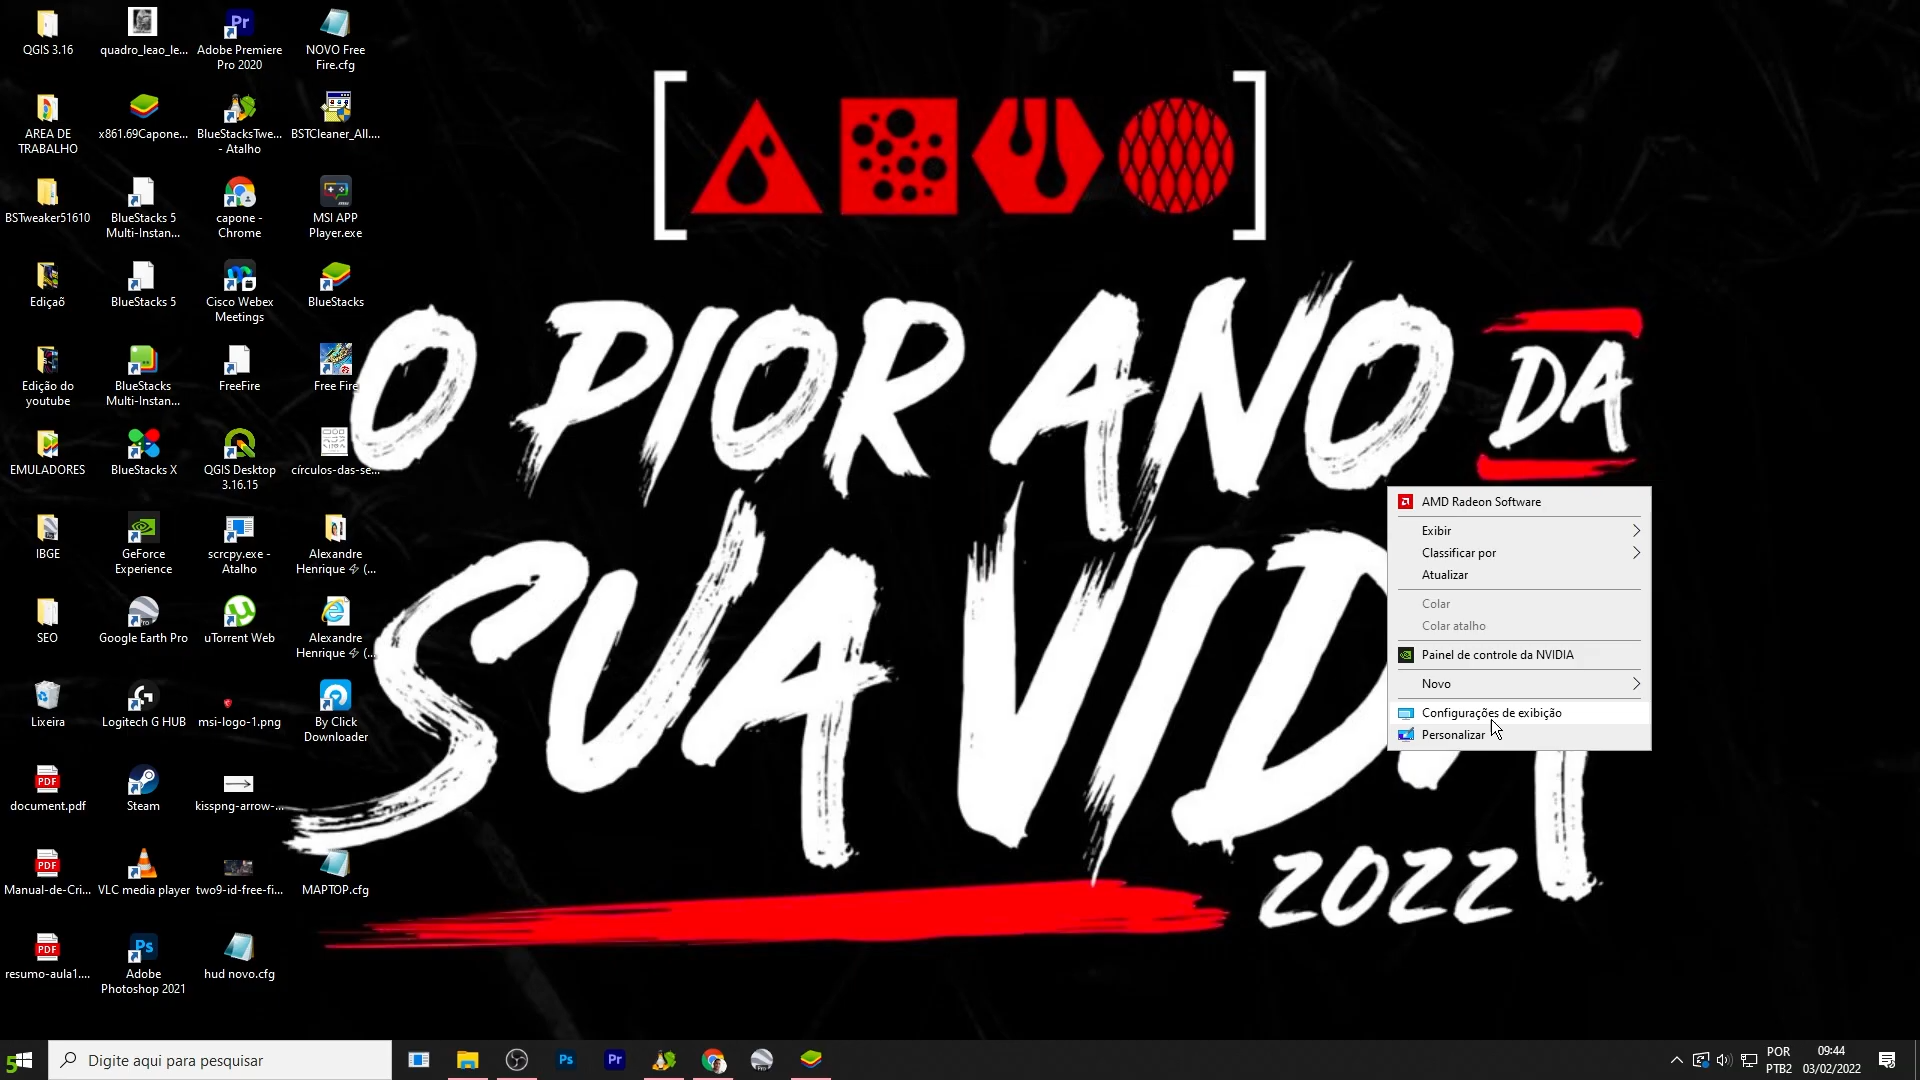 QGIS 3.16
quadro_leao_le...
Adobe Premiere
Pro 2020
NOVO Free
Fire.cfg
AREA DE
TRABALHO
x861.69Capone...
BlueStacksTwe...
- Atalho
BSTCleaner_All....
BSTweaker51610
BlueStacks 5
Multi-Instan...
capone -
Chrome
MSI APP
Player.exe
Ediçaõ
BlueStacks 5
Cisco Webex
Meetings
BlueStacks
Edição do
youtube
BlueStacks
Multi-Instan...
FreeFire
Free Fire
EMULADORES
BlueStacks X
QGIS Desktop
3.16.15
círculos-das-se...
IBGE
GeForce
Experience
scrcpy.exe -
Atalho
Alexandre
Henrique ⚡ (...
SEO
Google Earth Pro
uTorrent Web
Alexandre
Henrique ⚡ (...
Lixeira
Logitech G HUB
msi-logo-1.png
By Click
Downloader
document.pdf
Steam
kisspng-arrow-...
Manual-de-Cri...
VLC media player
two9-id-free-fi...
MAPTOP.cfg
resumo-aula1....
Adobe
Photoshop 2021
hud novo.cfg
O PIOR ANO DA
SUA VIDA
2022
AMD Radeon Software
Exibir
Classificar por
Atualizar
Colar
Colar atalho
Painel de controle da NVIDIA
Novo
Configurações de exibição
Personalizar
5
Digite aqui para pesquisar
Ps
Pr
POR
PTB2
09:44
03/02/2022